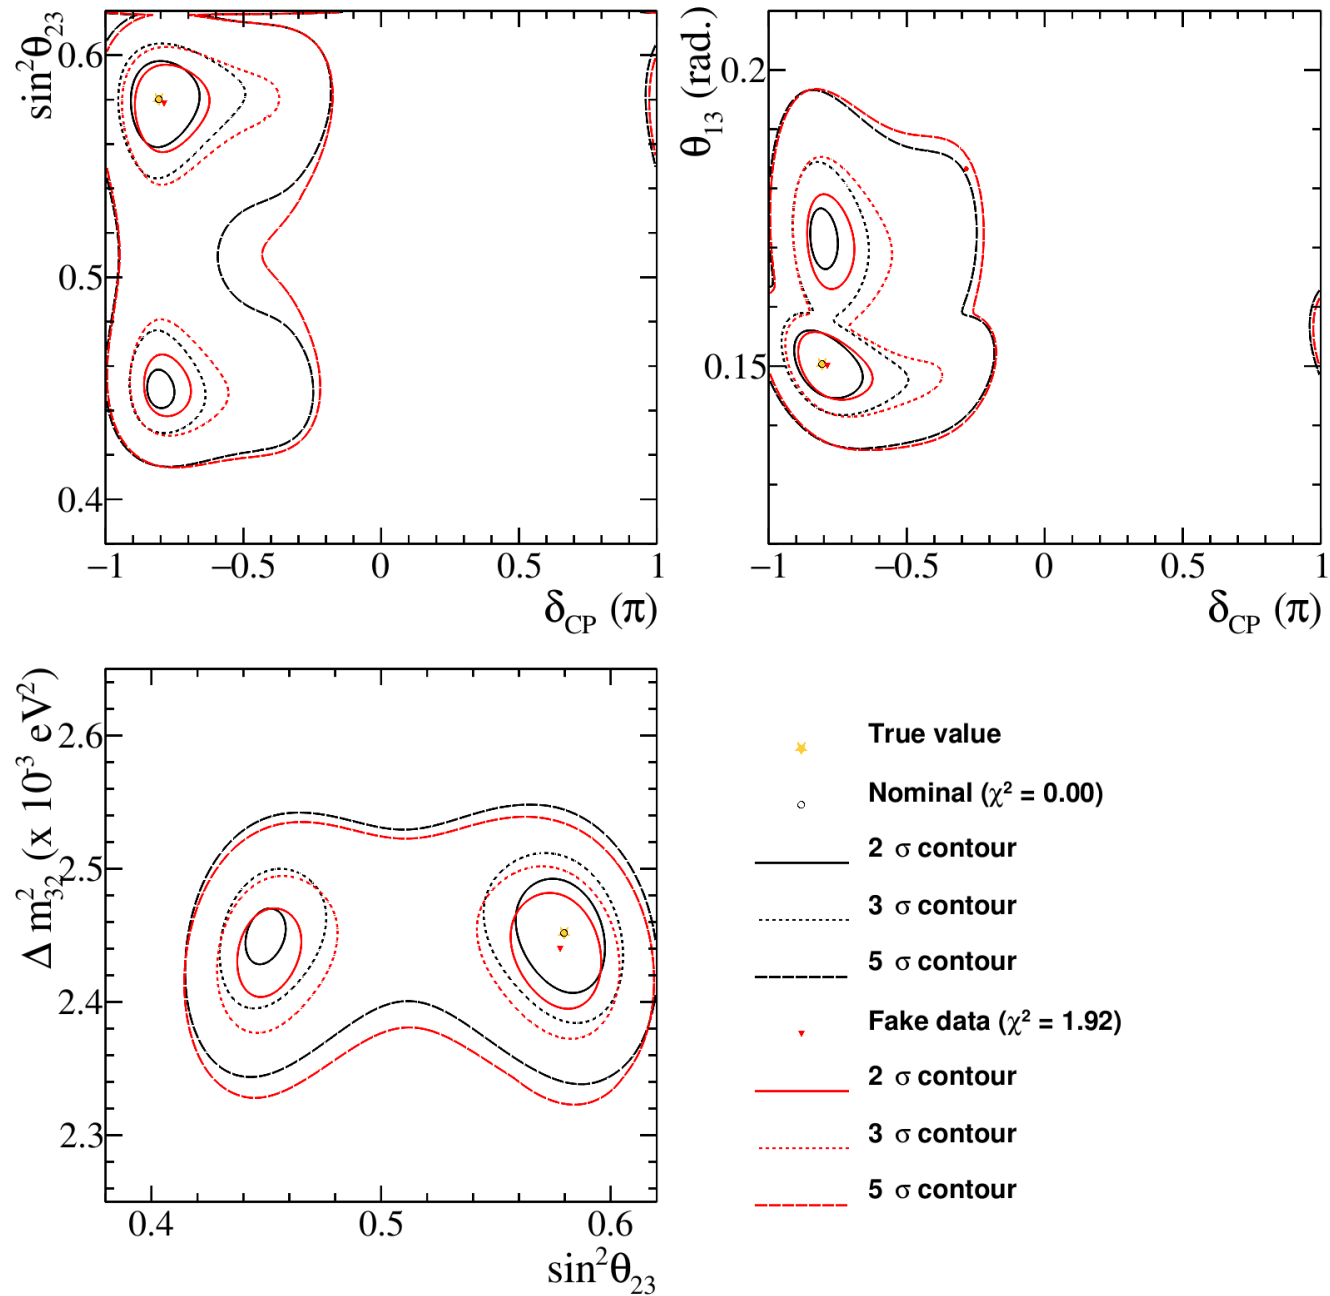 sin²θ₂₃
0.6
0.5
0.4
−1 −0.5 0 0.5 1
δ_CP (π)
θ₁₃ (rad.)
0.2
0.15
−1 −0.5 0 0.5 1
δ_CP (π)
Δ m²₃₂ (x 10⁻³ eV²)
2.6
2.5
2.4
2.3
0.4 0.5 0.6
sin²θ₂₃
True value
Nominal (χ² = 0.00)
2 σ contour
3 σ contour
5 σ contour
Fake data (χ² = 1.92)
2 σ contour
3 σ contour
5 σ contour